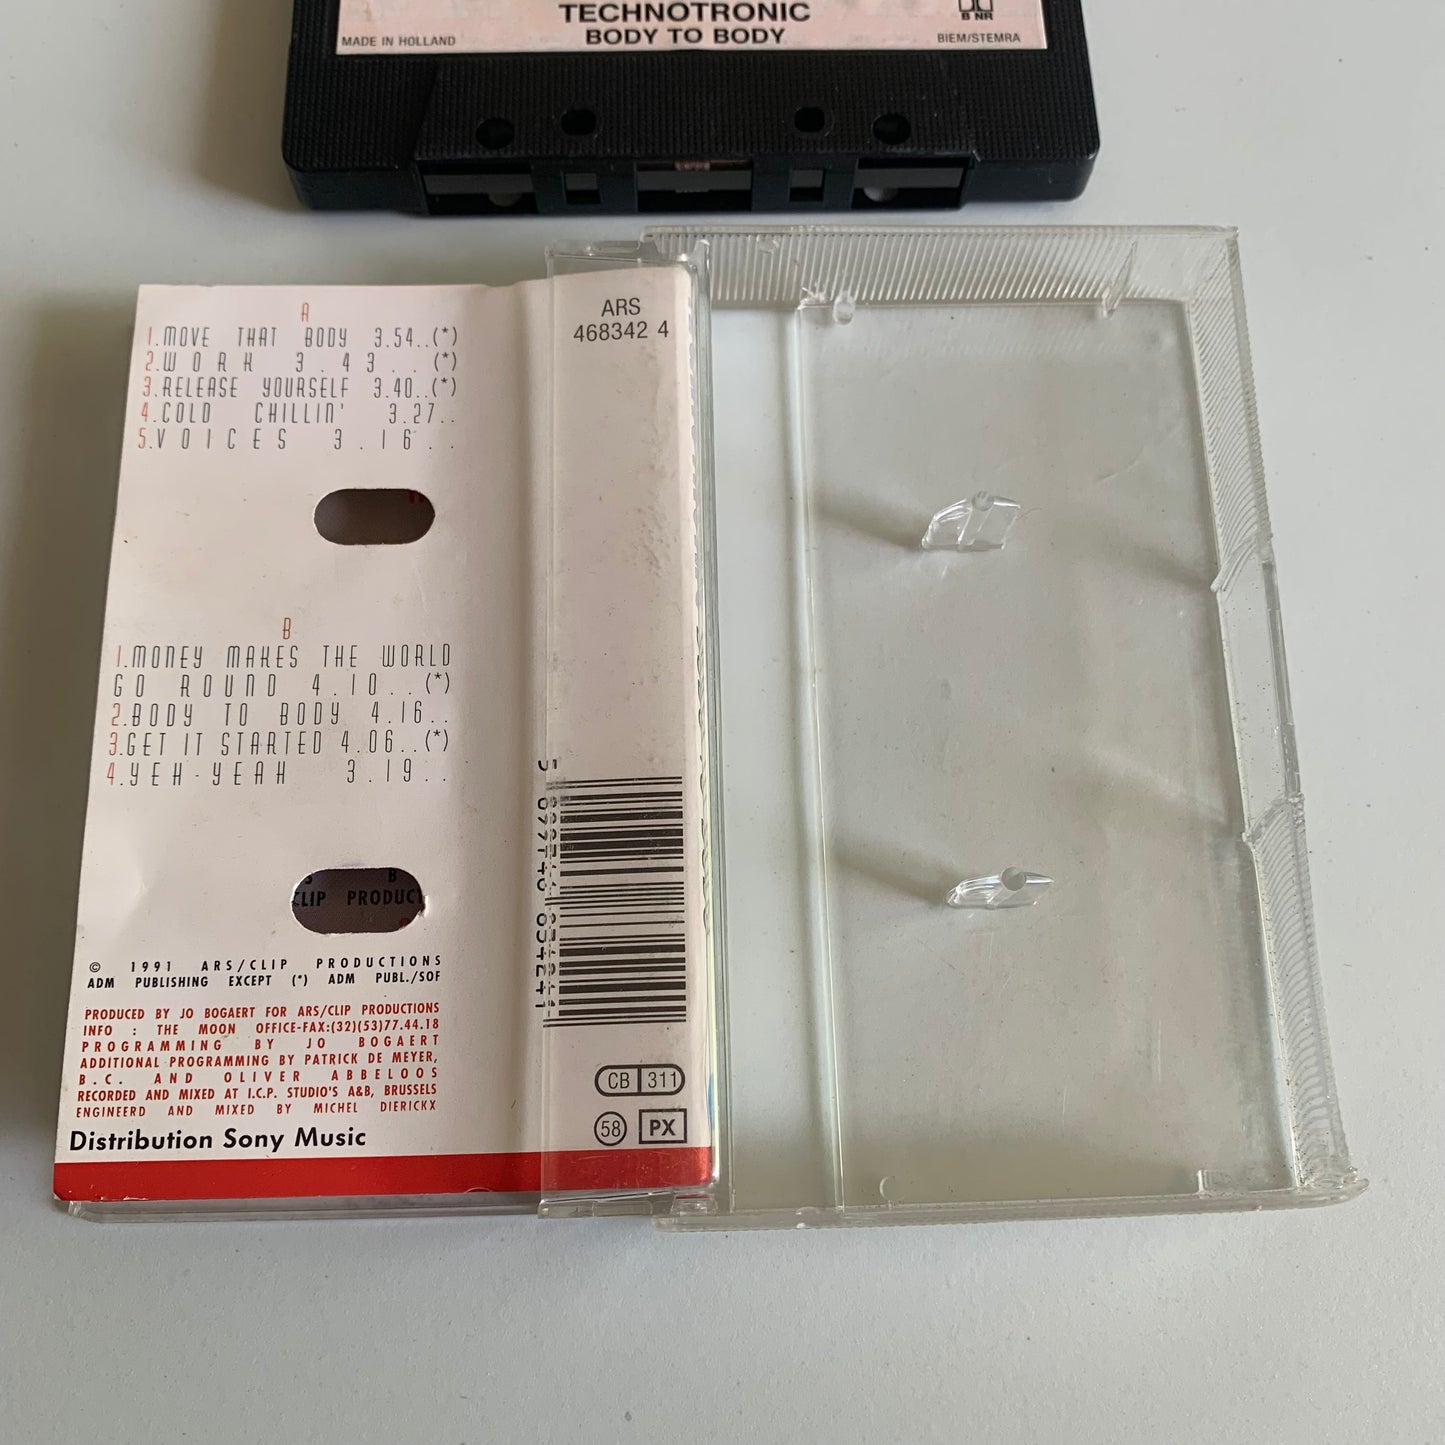 TECHNOTRONIC
BODY TO BODY
MADE IN HOLLAND
B NR
BIEM/STEMRA
A
1.MOVE THAT BODY 3.54..(*)
2.WORK 3.43..(*)
3.RELEASE YOURSELF 3.40..(*)
4.COLD CHILLIN' 3.27..
5.VOICES 3.16..
B
1.MONEY MAKES THE WORLD
GO ROUND 4.10..(*)
2.BODY TO BODY 4.16..
3.GET IT STARTED 4.06..(*)
4.YEH-YEAH 3.19..
B
CLIP PRODUCT
© 1991 ARS/CLIP PRODUCTIONS
ADM PUBLISHING EXCEPT (*) ADM PUBL./SOF
PRODUCED BY JO BOGAERT FOR ARS/CLIP PRODUCTIONS
INFO : THE MOON OFFICE-FAX:(32)(53)77.44.18
PROGRAMMING BY JO BOGAERT
ADDITIONAL PROGRAMMING BY PATRICK DE MEYER,
B.C. AND OLIVER ABBELOOS
RECORDED AND MIXED AT I.C.P. STUDIO'S A&B, BRUSSELS
ENGINEERD AND MIXED BY MICHEL DIERICKX
Distribution Sony Music
ARS
468342 4
CB 311
58 PX